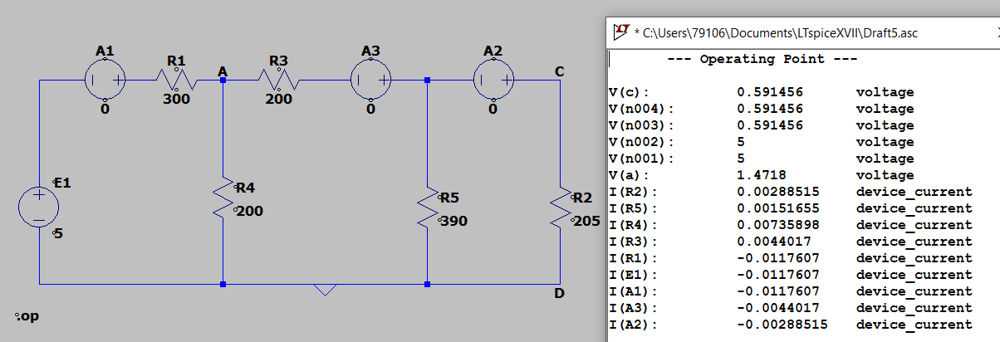 * C:\Users\79106\Documents\LTspiceXVII\Draft5.asc
A1
R1
A
R3
A3
A2
C
300
200
0
0
0
E1
5
R4
200
R5
390
R2
205
D
.op
--- Operating Point ---
V(c): 0.591456 voltage
V(n004): 0.591456 voltage
V(n003): 0.591456 voltage
V(n002): 5 voltage
V(n001): 5 voltage
V(a): 1.4718 voltage
I(R2): 0.00288515 device_current
I(R5): 0.00151655 device_current
I(R4): 0.00735898 device_current
I(R3): 0.0044017 device_current
I(R1): -0.0117607 device_current
I(E1): -0.0117607 device_current
I(A1): -0.0117607 device_current
I(A3): -0.0044017 device_current
I(A2): -0.00288515 device_current